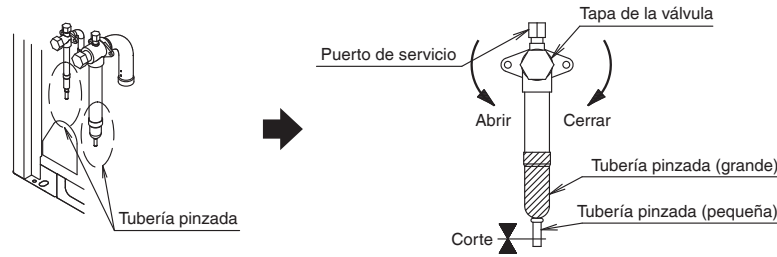 Tapa de la válvula
Puerto de servicio
Abrir
Cerrar
Tubería pinzada (grande)
Tubería pinzada
Tubería pinzada (pequeña)
Corte